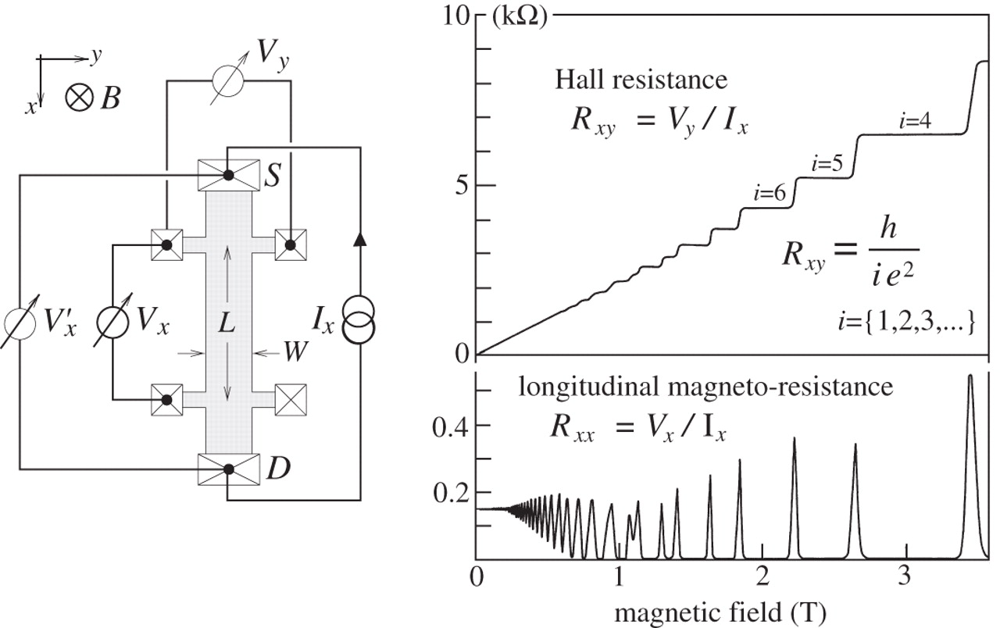 y
x
B
V_y
S
V'_x
V_x
L
I_x
W
D
10 (kΩ)
Hall resistance
R_xy = V_y / I_x
i=4
i=5
5
i=6
R_xy = h / i e²
i={1,2,3,...}
0
longitudinal magneto-resistance
R_xx = V_x / I_x
0.4
0.2
0 1 2 3
magnetic field (T)